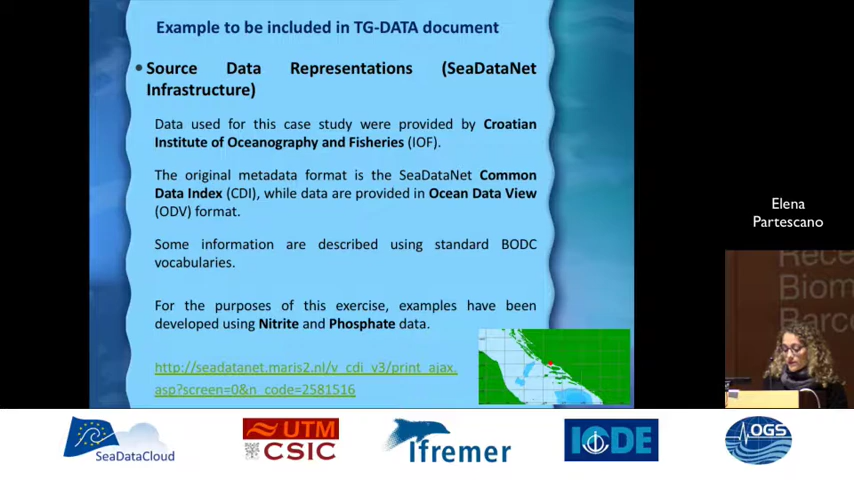 Example to be included in TG-DATA document
• Source Data Representations (SeaDataNet
Infrastructure)
Data used for this case study were provided by Croatian
Institute of Oceanography and Fisheries (IOF).
The original metadata format is the SeaDataNet Common
Data Index (CDI), while data are provided in Ocean Data View
(ODV) format.
Some information are described using standard BODC
vocabularies.
For the purposes of this exercise, examples have been
developed using Nitrite and Phosphate data.
http://seadatanet.maris2.nl/v_cdi_v3/print_ajax.
asp?screen=0&n_code=2581516
Elena
Partescano
Rece
Biom
Barce
SeaDataCloud
UTM
CSIC
Ifremer
IODE
OGS